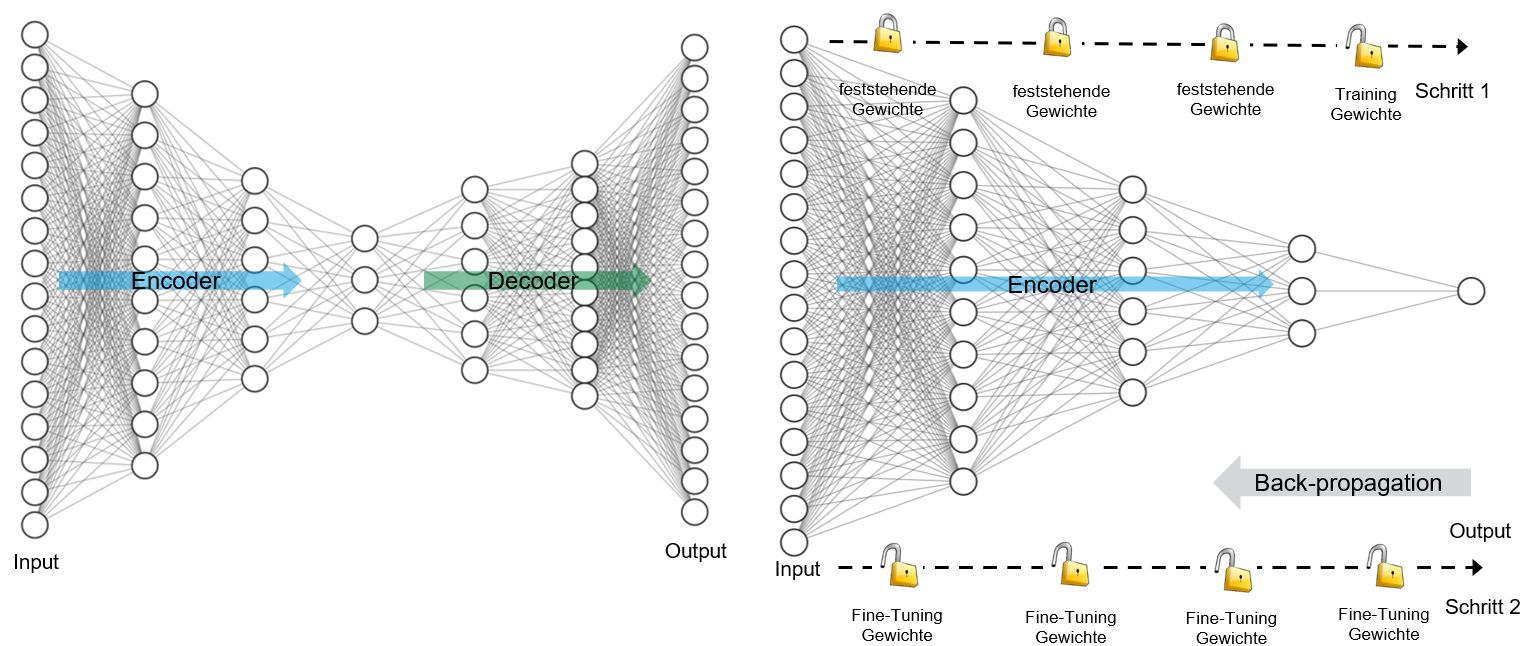 Encoder
Decoder
Input
Output
feststehende
Gewichte
feststehende
Gewichte
feststehende
Gewichte
Training
Gewichte
Schritt 1
Encoder
Back-propagation
Output
Input
Schritt 2
Fine-Tuning
Gewichte
Fine-Tuning
Gewichte
Fine-Tuning
Gewichte
Fine-Tuning
Gewichte